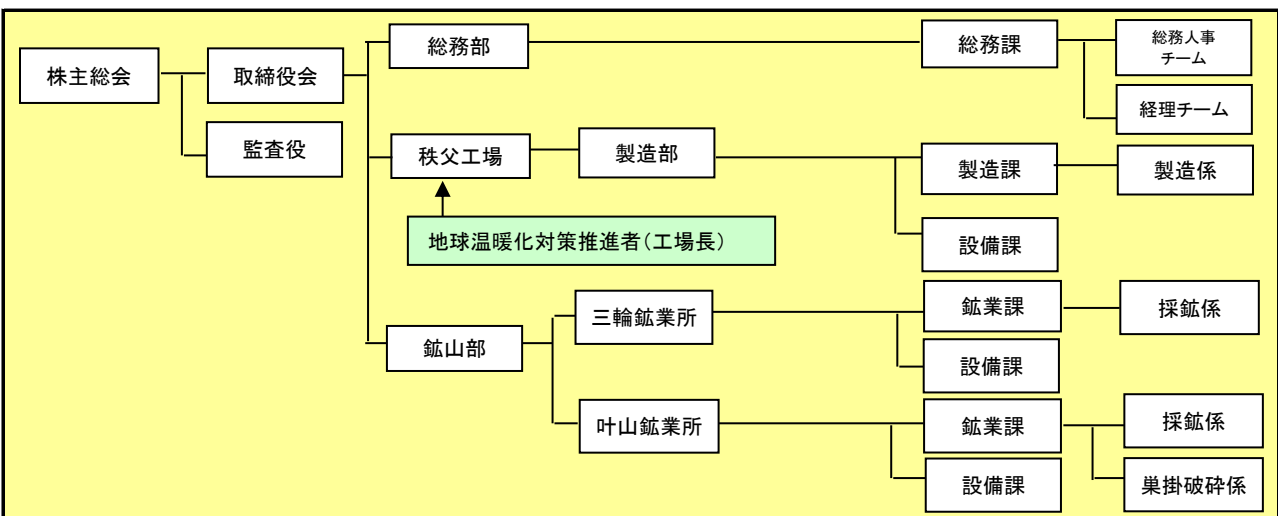 株主総会
取締役会
監査役
総務部
総務課
総務人事
チーム
経理チーム
秩父工場
製造部
製造課
製造係
設備課
地球温暖化対策推進者(工場長)
鉱山部
三輪鉱業所
鉱業課
採鉱係
設備課
叶山鉱業所
鉱業課
採鉱係
設備課
巣掛破砕係